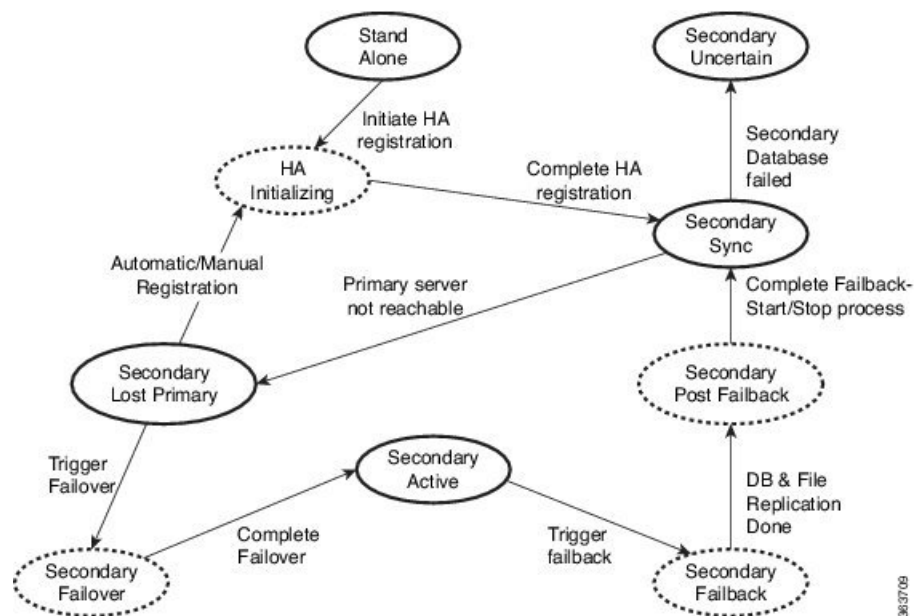 Stand
Alone
Secondary
Uncertain
Initiate HA
registration
Secondary
Database
failed
HA
Initializing
Complete HA
registration
Secondary
Sync
Automatic/Manual
Registration
Primary server
not reachable
Complete Failback-
Start/Stop process
Secondary
Lost Primary
Secondary
Post Failback
Trigger
Failover
Secondary
Active
DB & File
Replication
Done
Complete
Failover
Trigger
failback
Secondary
Failover
Secondary
Failback
363709